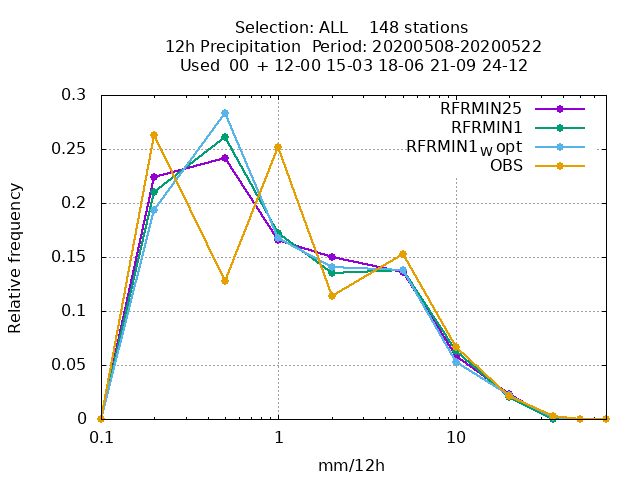 Selection: ALL    148 stations
12h Precipitation  Period: 20200508-20200522
Used  00 + 12-00 15-03 18-06 21-09 24-12
0.3
0.25
0.2
0.15
0.1
0.05
0
Relative frequency
RFRMIN25
RFRMIN1
RFRMIN1Wopt
OBS
0.1 1 10
mm/12h